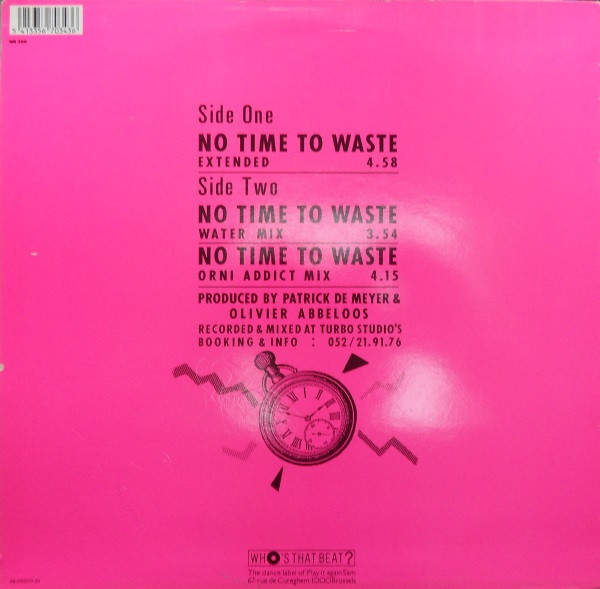 5 413356 703436
Side One
NO TIME TO WASTE
EXTENDED 4.58
Side Two
NO TIME TO WASTE
WATER MIX 3.54
NO TIME TO WASTE
ORNI ADDICT MIX 4.15
PRODUCED BY PATRICK DE MEYER &
OLIVIER ABBELOOS
RECORDED & MIXED AT TURBO STUDIO'S
BOOKING & INFO : 052/21.91.76
WHO'S THAT BEAT?
The dance label of Play it again Sam
67-rue de Cureghem-1000 Brussels